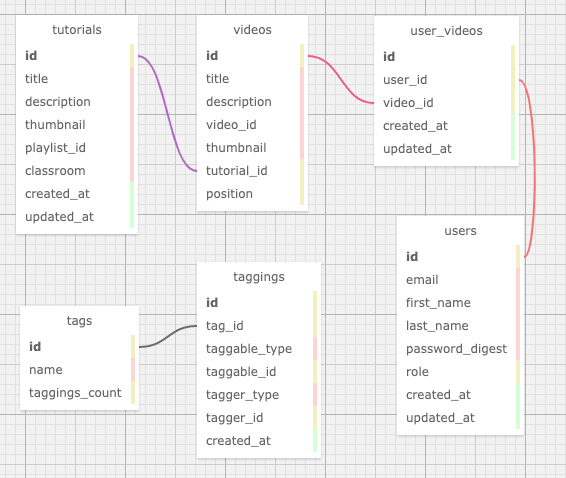 tutorials
id
title
description
thumbnail
playlist_id
classroom
created_at
updated_at
videos
id
title
description
video_id
thumbnail
tutorial_id
position
user_videos
id
user_id
video_id
created_at
updated_at
users
id
email
first_name
last_name
password_digest
role
created_at
updated_at
tags
id
name
taggings_count
taggings
id
tag_id
taggable_type
taggable_id
tagger_type
tagger_id
created_at